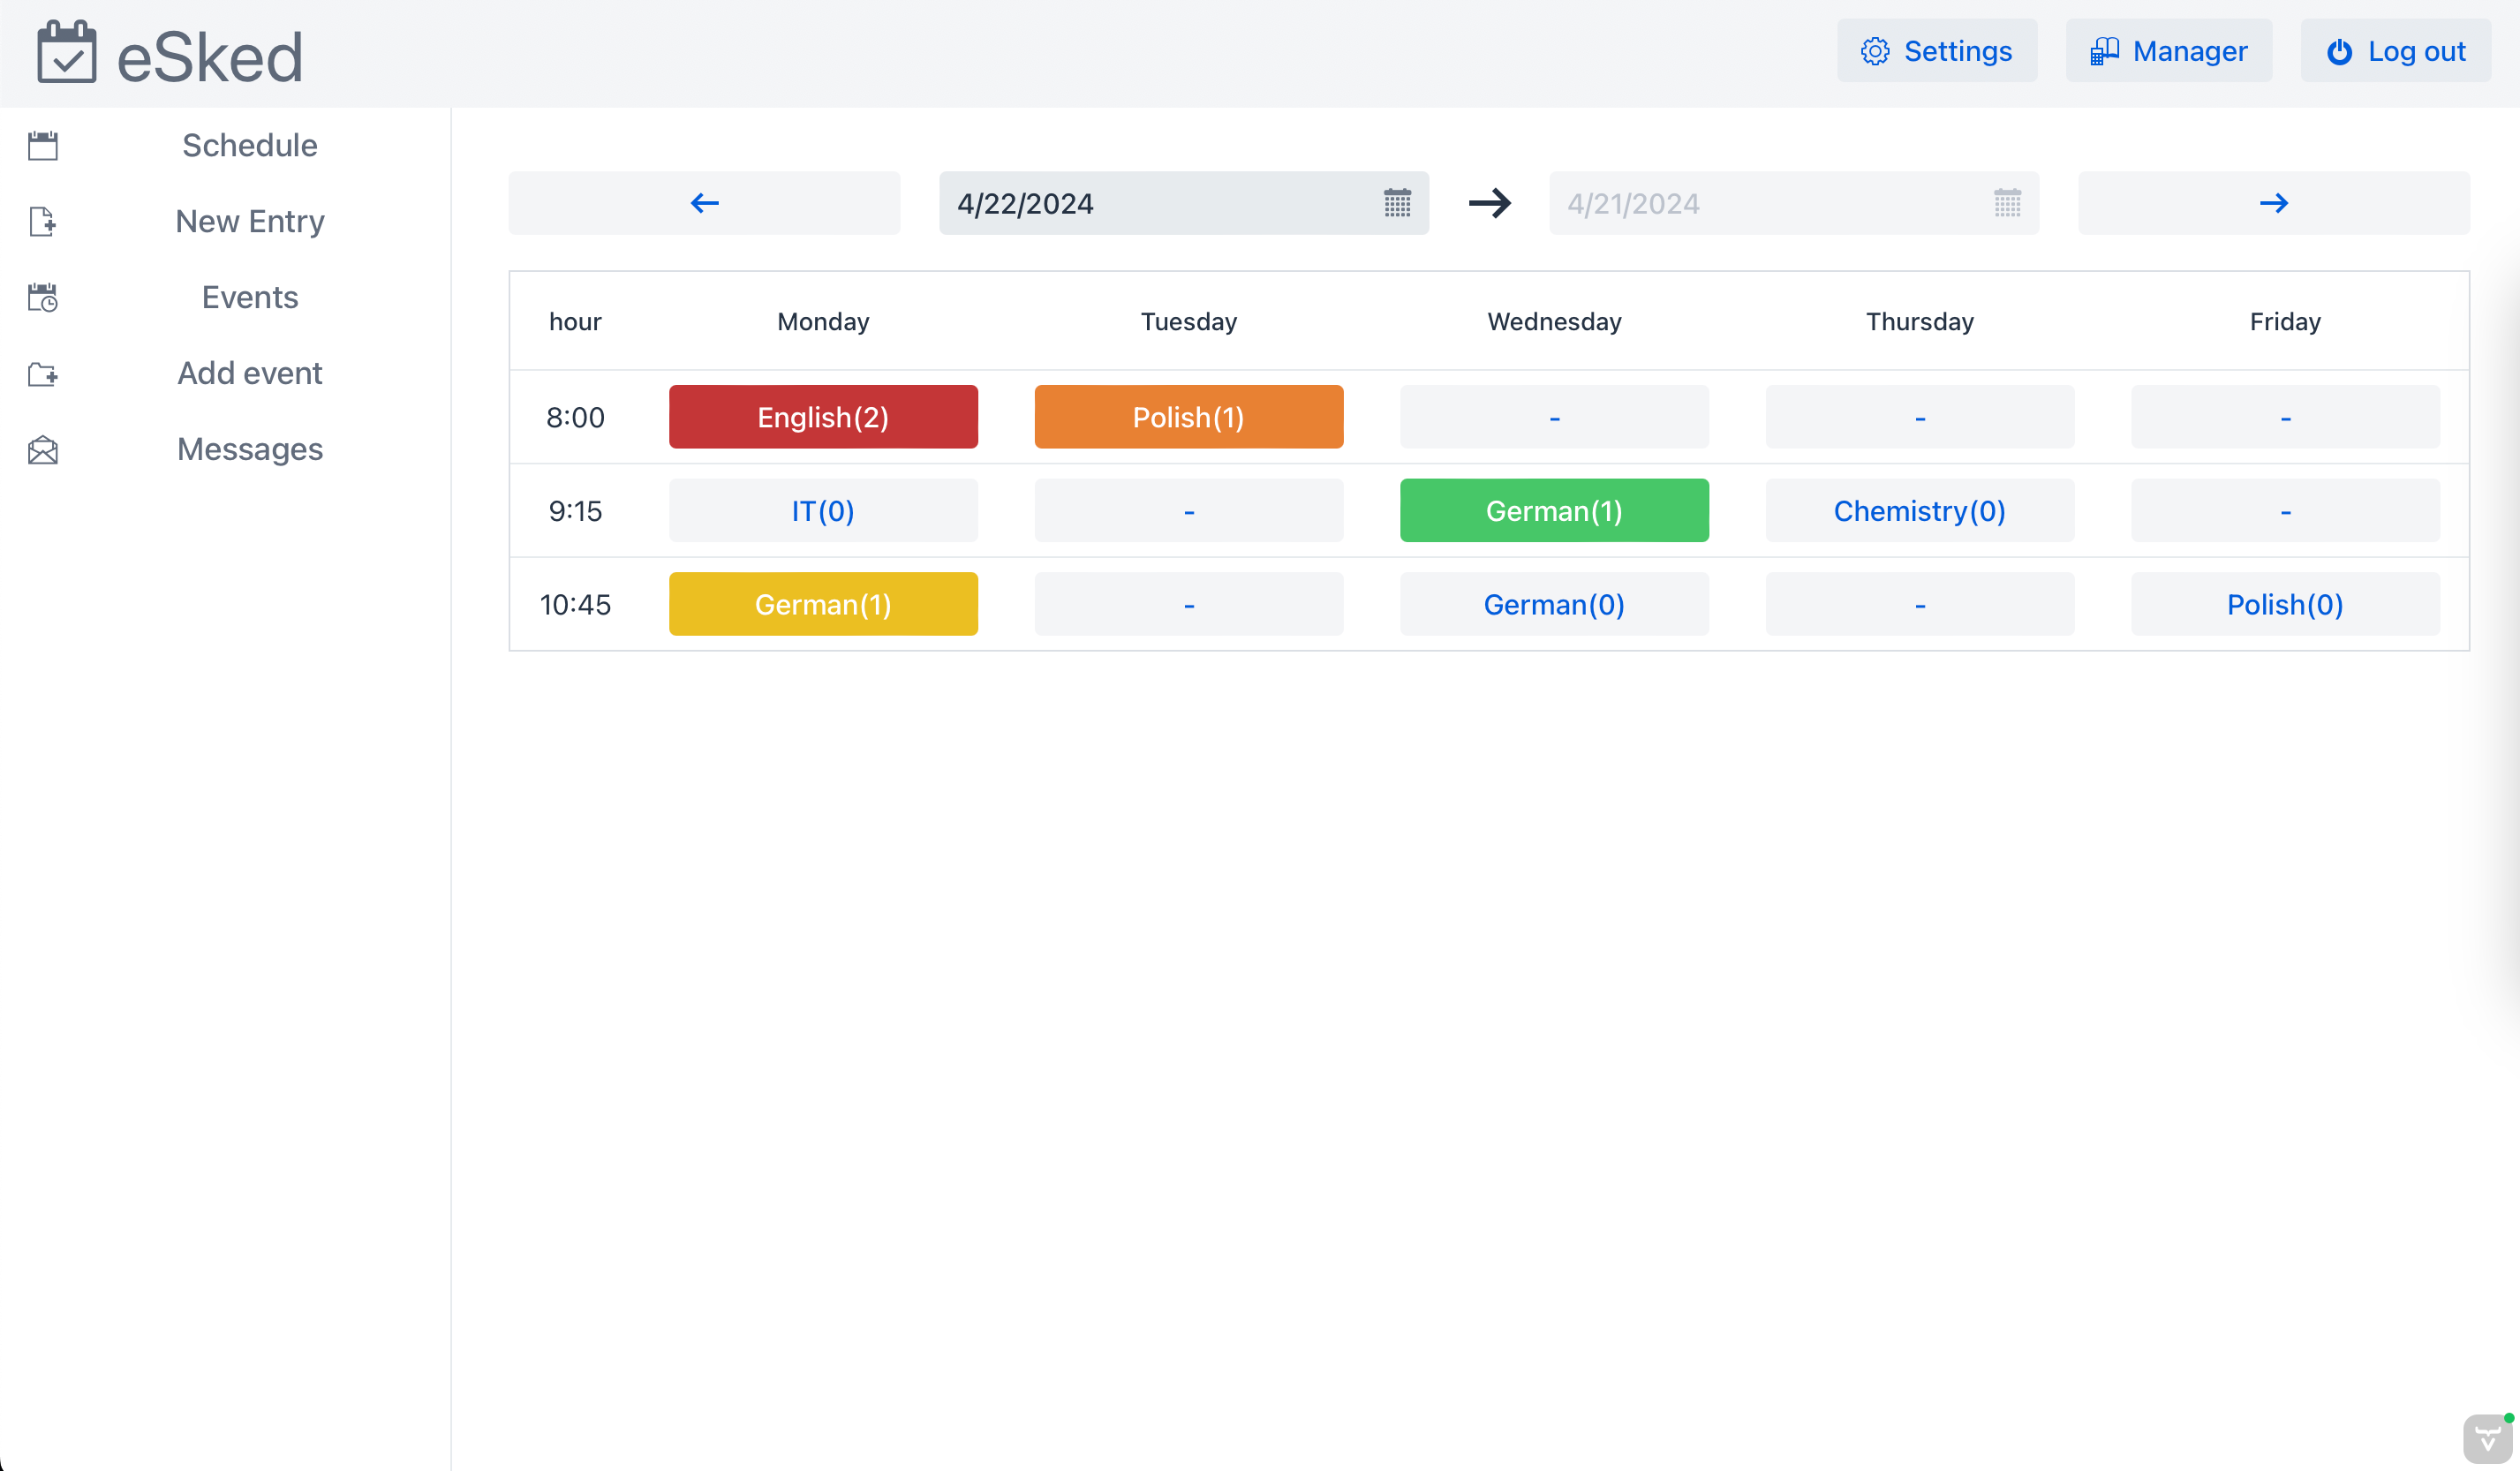 eSked
Settings
Manager
Log out
Schedule
New Entry
Events
Add event
Messages
4/22/2024
4/21/2024
hour Monday Tuesday Wednesday Thursday Friday
8:00 English(2) Polish(1) - - -
9:15 IT(0) - German(1) Chemistry(0) -
10:45 German(1) - German(0) - Polish(0)